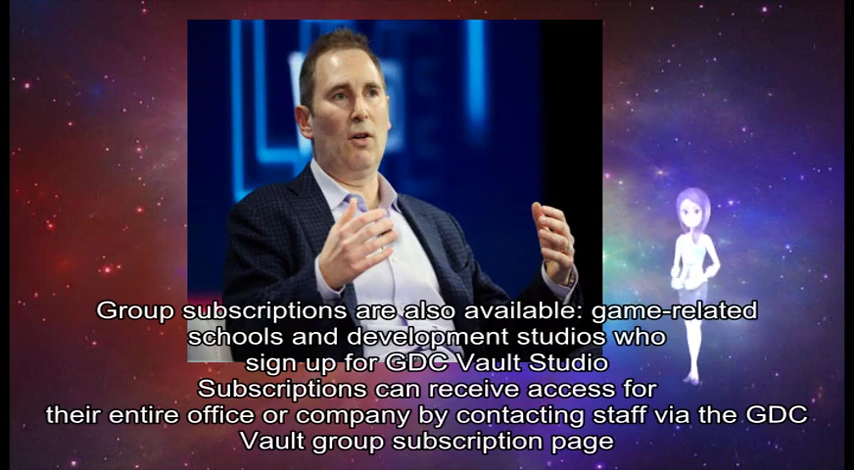 Group subscriptions are also available: game-related
schools and development studios who
sign up for GDC Vault Studio
Subscriptions can receive access for
their entire office or company by contacting staff via the GDC
Vault group subscription page